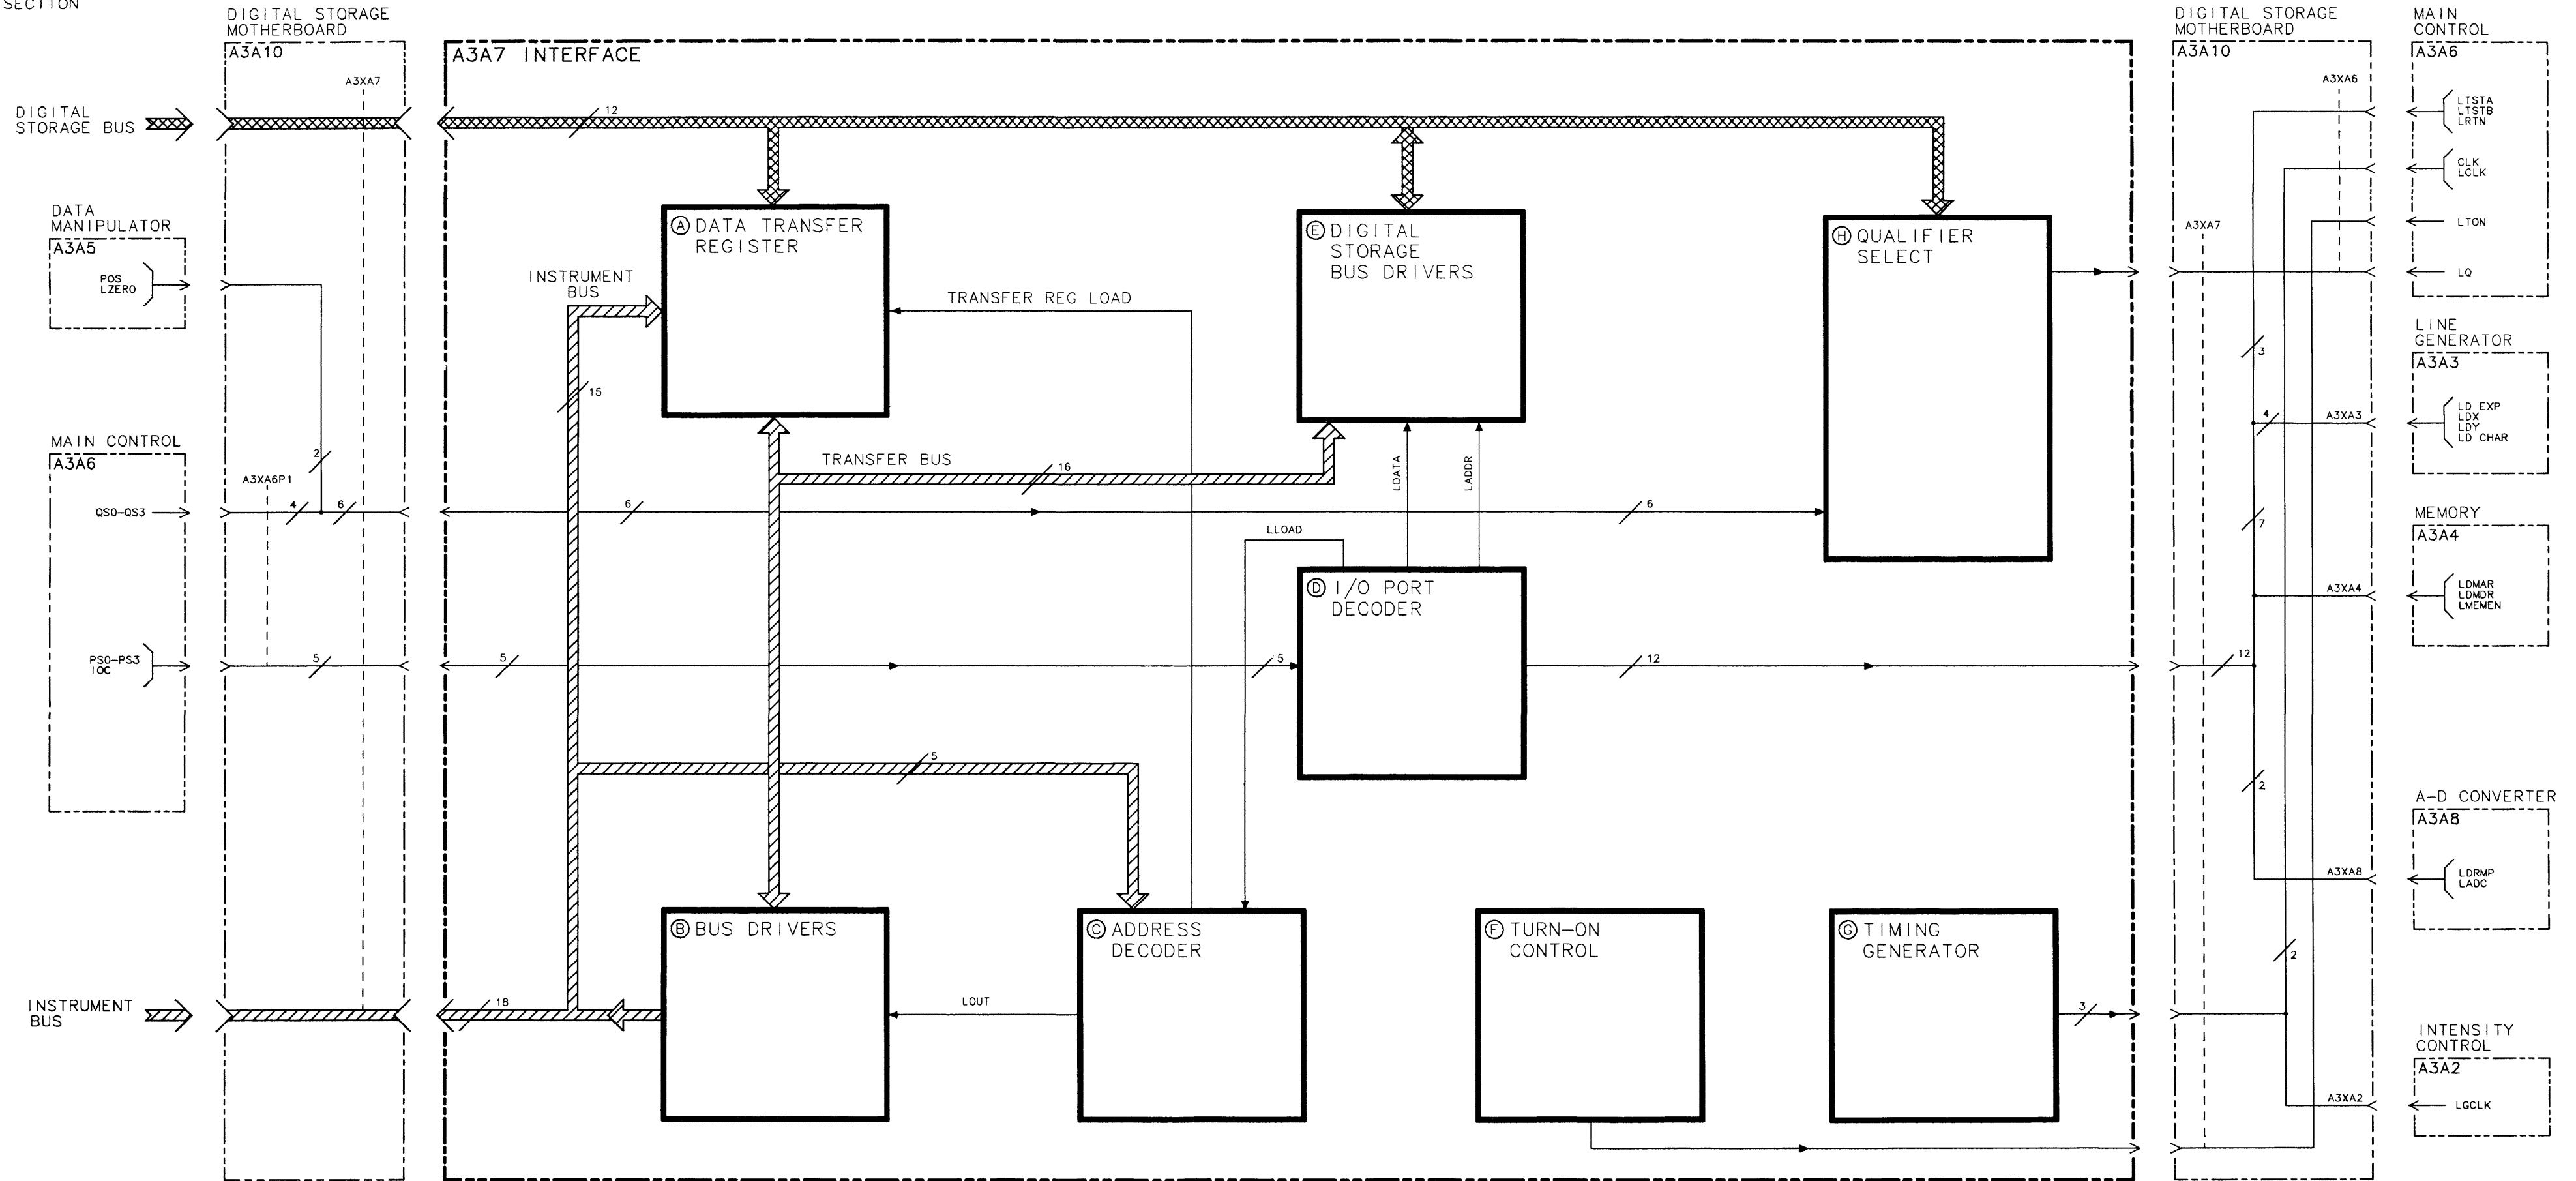 SECTION
DIGITAL STORAGE
MOTHERBOARD
A3A10
A3XA7
DIGITAL
STORAGE BUS
DATA
MANIPULATOR
A3A5
POS
LZERO
2
MAIN CONTROL
A3A6
A3XA6P1
QS0-QS3
4
6
PS0-PS3
IOC
5
INSTRUMENT
BUS
A3A7 INTERFACE
12
A DATA TRANSFER
REGISTER
INSTRUMENT
BUS
TRANSFER REG LOAD
15
TRANSFER BUS
16
6
6
5
5
5
E DIGITAL
STORAGE
BUS DRIVERS
LDATA
LADDR
LLOAD
D I/O PORT
DECODER
12
H QUALIFIER
SELECT
B BUS DRIVERS
18
LOUT
C ADDRESS
DECODER
F TURN-ON
CONTROL
G TIMING
GENERATOR
3
DIGITAL STORAGE
MOTHERBOARD
A3A10
A3XA6
A3XA7
3
4
A3XA3
7
A3XA4
12
2
A3XA8
2
A3XA2
MAIN
CONTROL
A3A6
LTSTA
LTSTB
LRTN
CLK
LCLK
LTON
LQ
LINE
GENERATOR
A3A3
LD EXP
LDX
LDY
LD CHAR
MEMORY
A3A4
LDMAR
LDMDR
LMEMEN
A-D CONVERTER
A3A8
LDRMP
LADC
INTENSITY
CONTROL
A3A2
LGCLK